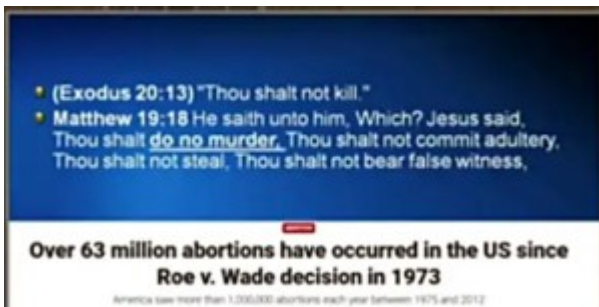 (Exodus 20:13) "Thou shalt not kill."
Matthew 19:18 He saith unto him, Which? Jesus said,
Thou shalt do no murder, Thou shalt not commit adultery,
Thou shalt not steal, Thou shalt not bear false witness,
Over 63 million abortions have occurred in the US since
Roe v. Wade decision in 1973
America saw more than 1,000,000 abortions each year between 1975 and 2012